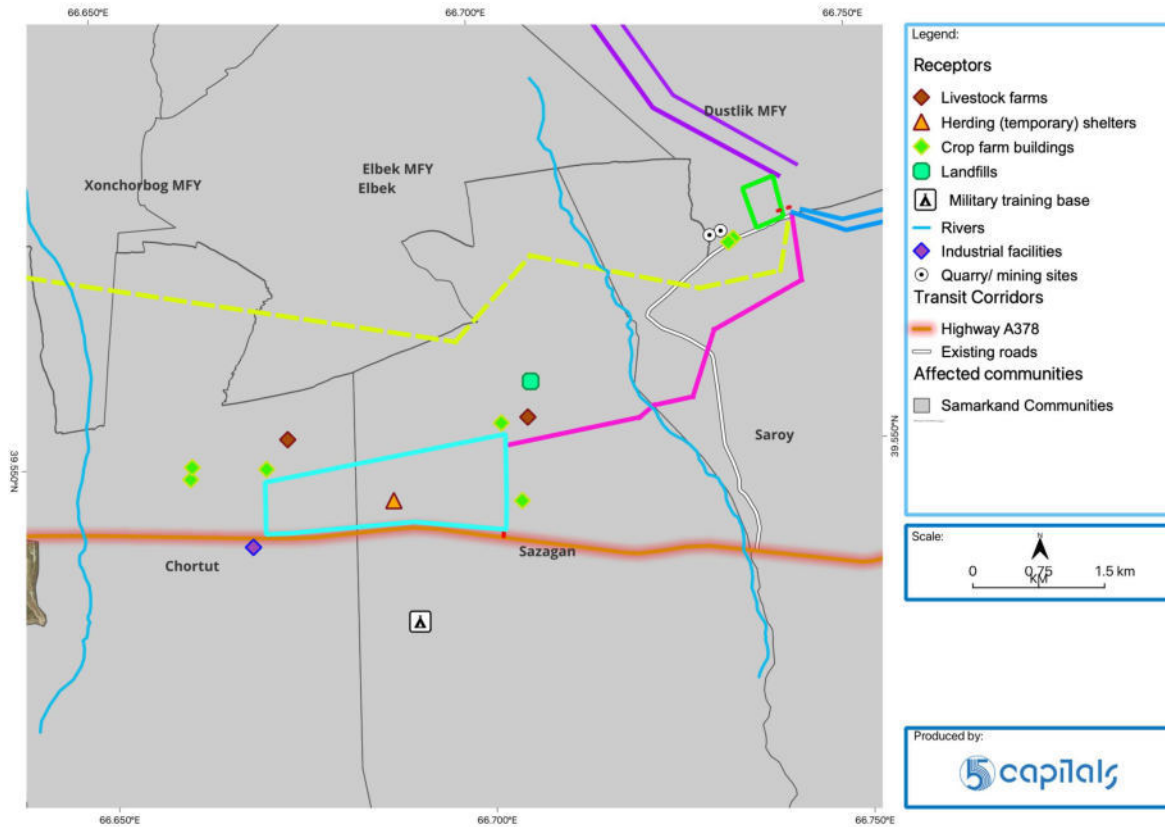 66.650°E
66.700°E
66.750°E
Dustlik MFY
Elbek MFY
Xonchorbog MFY
Elbek
Saroy
39.550°N
39.550°N
Sazagan
Chortut
66.650°E
66.700°E
66.750°E
Legend:
Receptors
Livestock farms
Herding (temporary) shelters
Crop farm buildings
Landfills
Military training base
Rivers
Industrial facilities
Quarry/ mining sites
Transit Corridors
Highway A378
Existing roads
Affected communities
Samarkand Communities
Scale:
N
0 0.75 1.5 km
KM
Produced by:
5 capitals